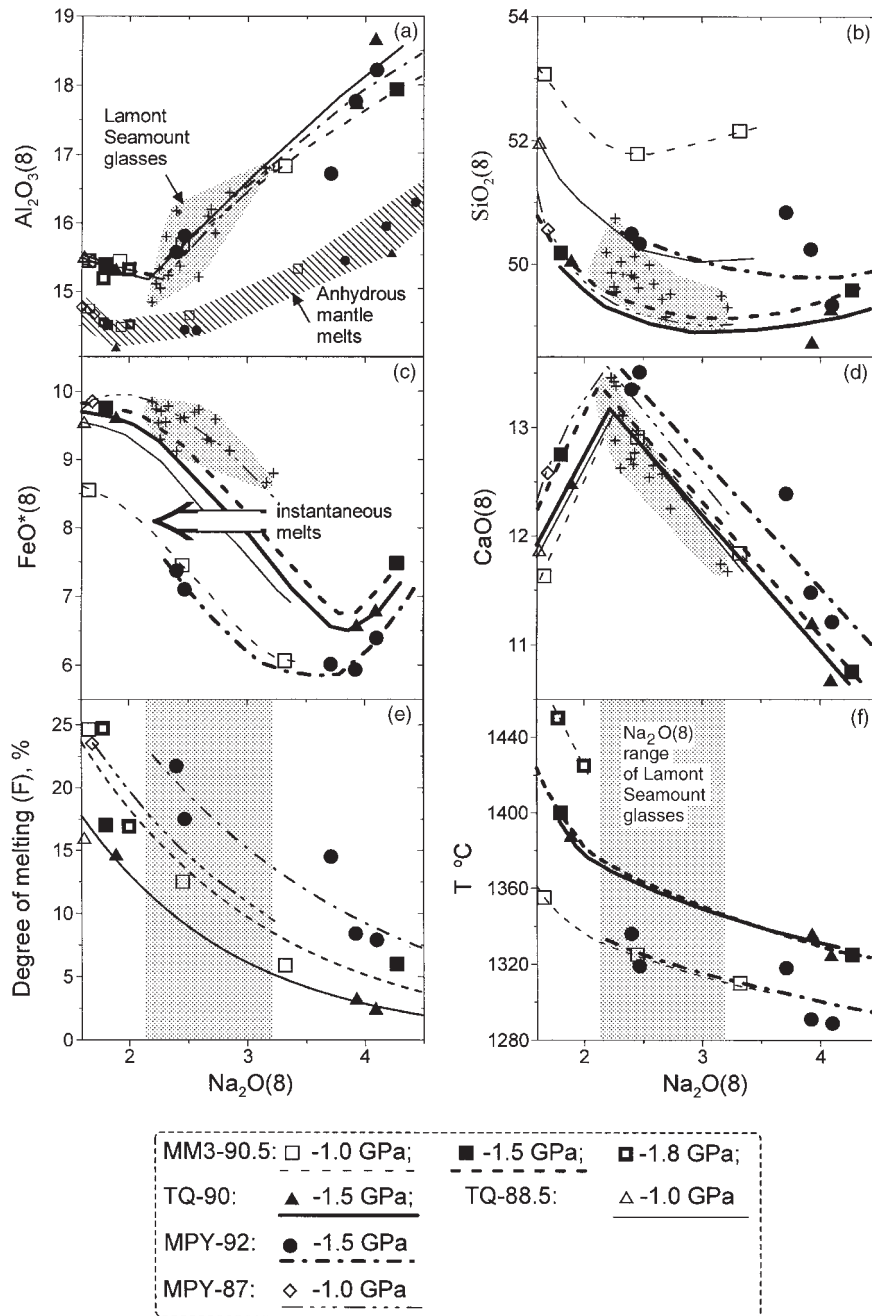 (a)
19
18
17
16
15
Al2O3(8)
Lamont
Seamount
glasses
Anhydrous
mantle
melts
(b)
54
52
50
SiO2(8)
(c)
10
9
8
7
6
FeO*(8)
instantaneous
melts
(d)
13
12
11
CaO(8)
(e)
25
20
15
10
5
0
Degree of melting (F), %
2 3 4
Na2O(8)
(f)
1440
1400
1360
1320
1280
T °C
Na2O(8)
range
of Lamont
Seamount
glasses
2 3 4
Na2O(8)
MM3-90.5: -1.0 GPa; -1.5 GPa; -1.8 GPa;
TQ-90: -1.5 GPa; TQ-88.5: -1.0 GPa
MPY-92: -1.5 GPa
MPY-87: -1.0 GPa